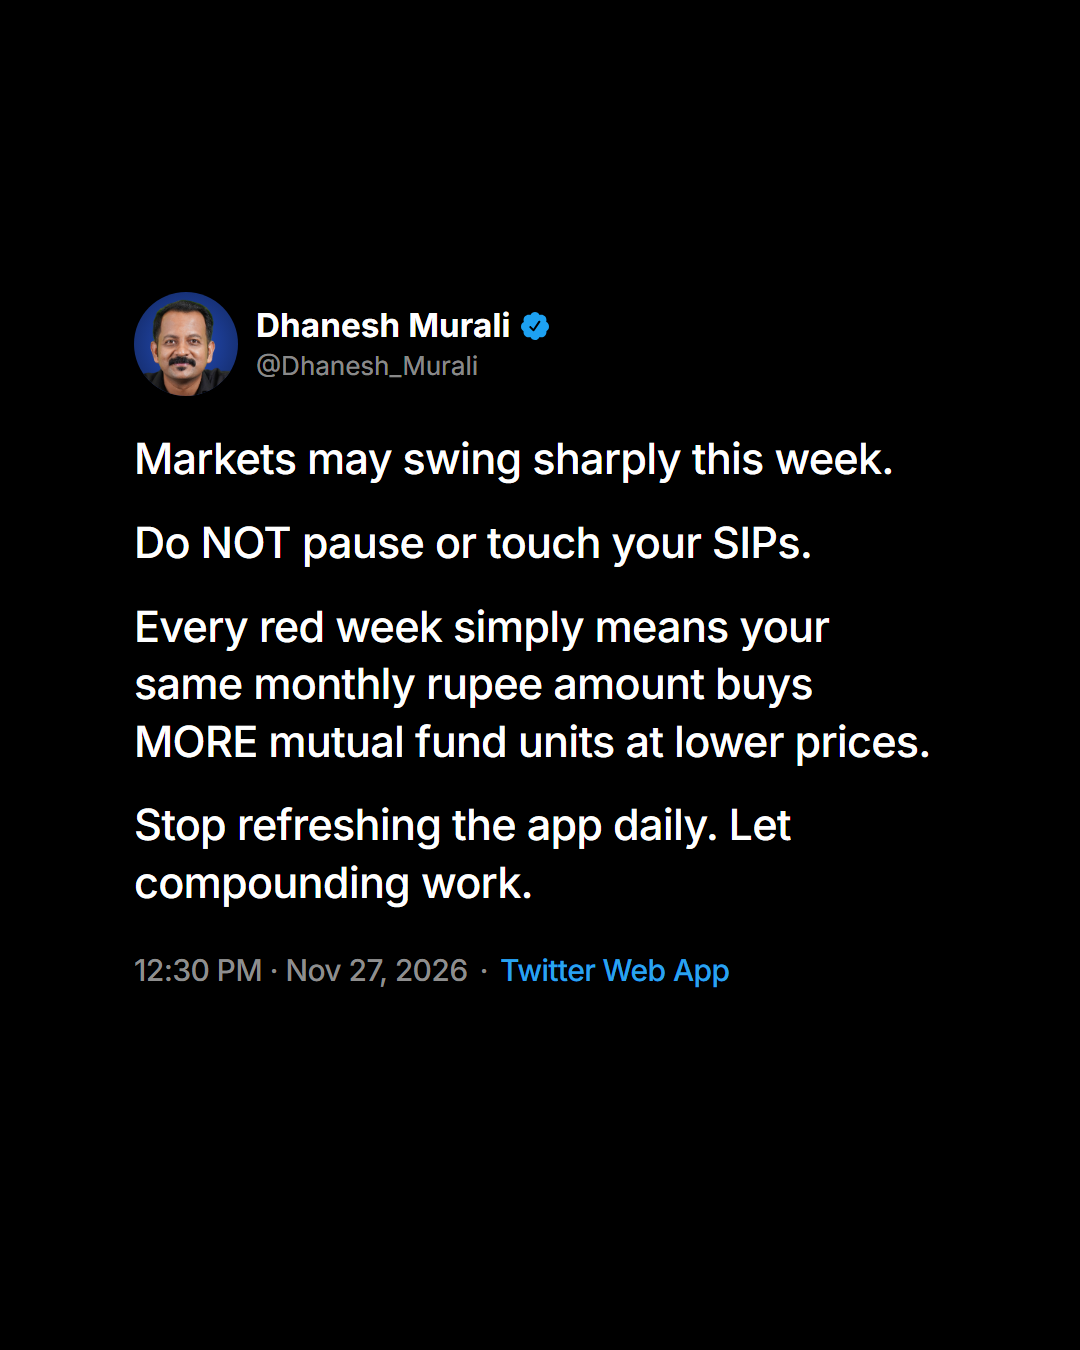 Dhanesh Murali
@Dhanesh_Murali
Markets may swing sharply this week.
Do NOT pause or touch your SIPs.
Every red week simply means your
same monthly rupee amount buys
MORE mutual fund units at lower prices.
Stop refreshing the app daily. Let
compounding work.
12:30 PM · Nov 27, 2026 · Twitter Web App